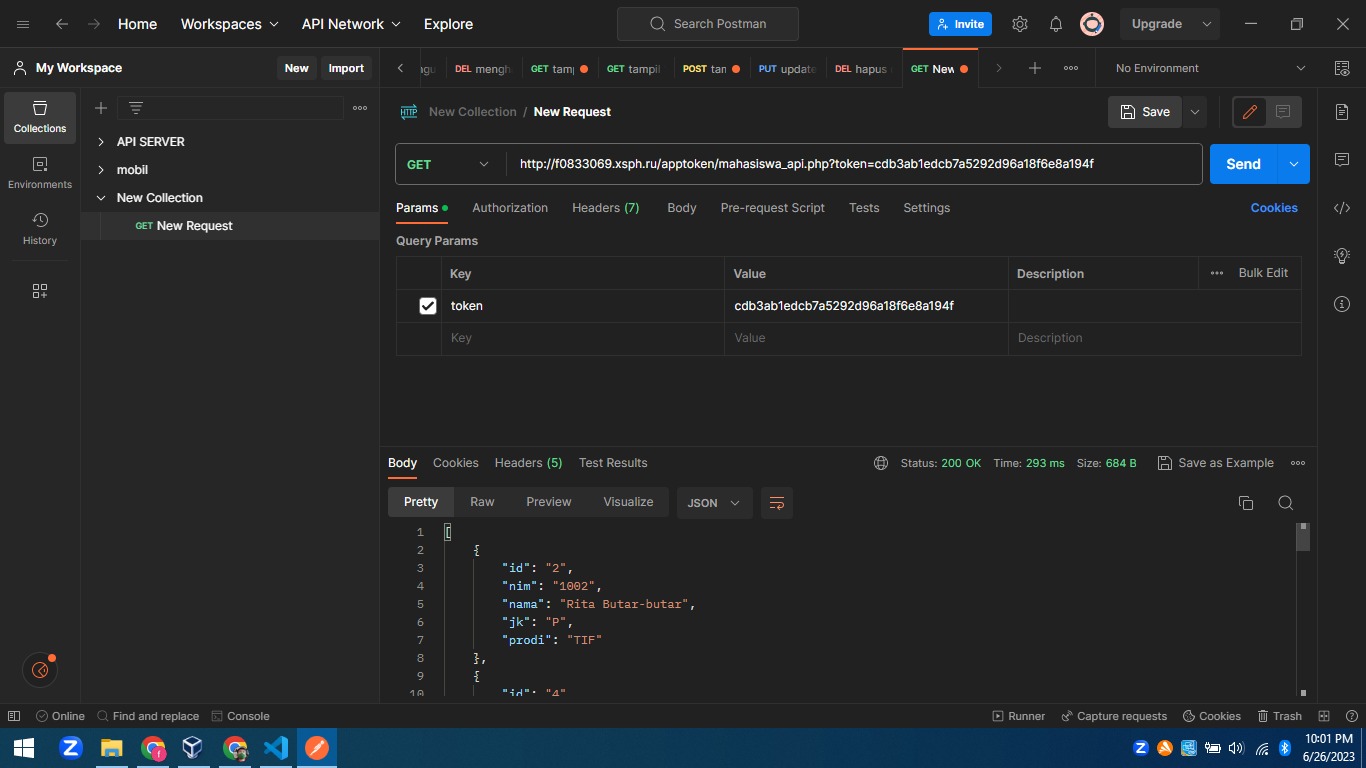 Home Workspaces API Network Explore Search Postman Invite Upgrade
My Workspace New Import
DEL mengh GET tam GET tampil POST tar PUT update DEL hapus GET New No Environment
Collections
Environments
History
API SERVER
mobil
New Collection
GET New Request
HTTP New Collection / New Request Save
GET http://f0833069.xsph.ru/apptoken/mahasiswa_api.php?token=cdb3ab1edcb7a5292d96a18f6e8a194f Send
Params Authorization Headers (7) Body Pre-request Script Tests Settings Cookies
Query Params
Key Value Description Bulk Edit
token cdb3ab1edcb7a5292d96a18f6e8a194f
Key Value Description
Body Cookies Headers (5) Test Results Status: 200 OK Time: 293 ms Size: 684 B Save as Example
Pretty Raw Preview Visualize JSON
1 [
2 {
3 "id": "2",
4 "nim": "1002",
5 "nama": "Rita Butar-butar",
6 "jk": "P",
7 "prodi": "TIF"
8 },
9 {
10 "id": "4"
Online Find and replace Console Runner Capture requests Cookies Trash
10:01 PM
6/26/2023